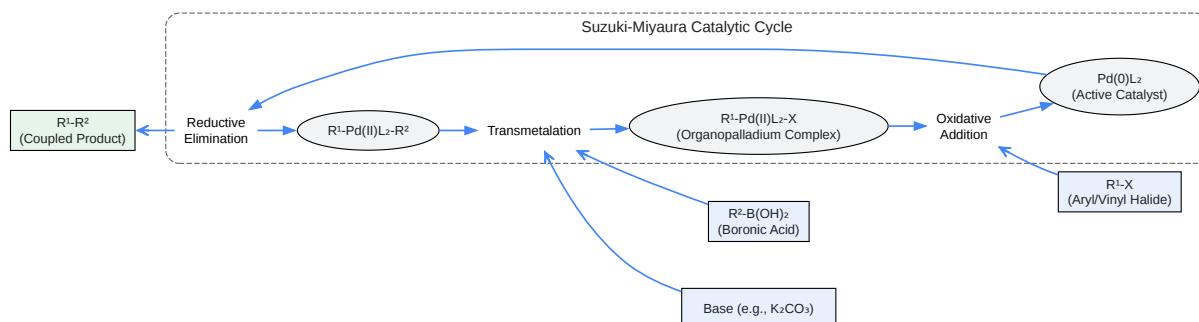 Suzuki-Miyaura Catalytic Cycle
Pd(0)L₂
(Active Catalyst)
R¹-R²
(Coupled Product)
Reductive
Elimination
R¹-Pd(II)L₂-R²
Transmetalation
R¹-Pd(II)L₂-X
(Organopalladium Complex)
Oxidative
Addition
R¹-X
(Aryl/Vinyl Halide)
R²-B(OH)₂
(Boronic Acid)
Base (e.g., K₂CO₃)